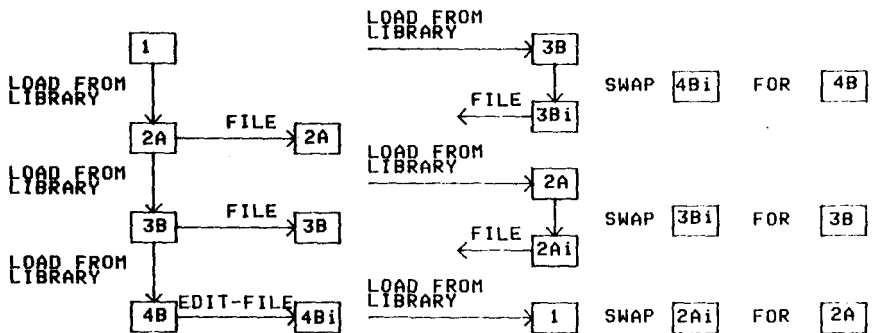 1
LOAD FROM
LIBRARY
2A
FILE
2A
LOAD FROM
LIBRARY
3B
FILE
3B
LOAD FROM
LIBRARY
4B
EDIT-FILE
4Bi
LOAD FROM
LIBRARY
3B
FILE
3Bi
SWAP 4Bi FOR 4B
LOAD FROM
LIBRARY
2A
FILE
2Ai
SWAP 3Bi FOR 3B
LOAD FROM
LIBRARY
1
SWAP 2Ai FOR 2A